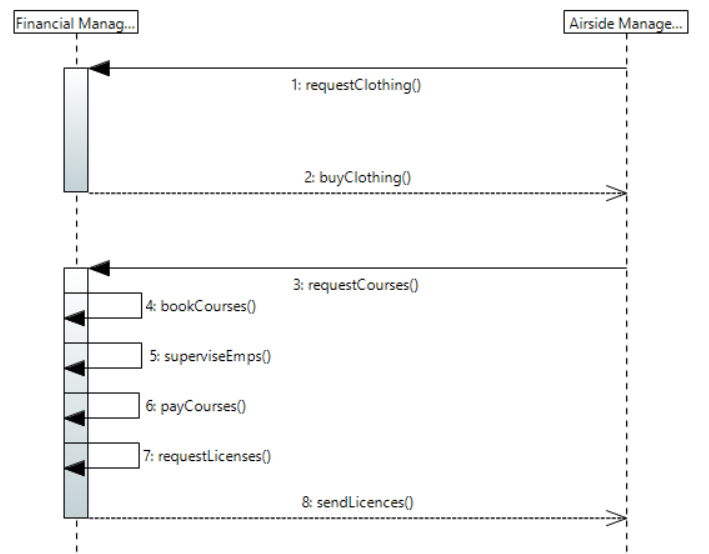 Financial Manag...
Airside Manage...
1: requestClothing()
2: buyClothing()
3: requestCourses()
4: bookCourses()
5: superviseEmps()
6: payCourses()
7: requestLicenses()
8: sendLicences()